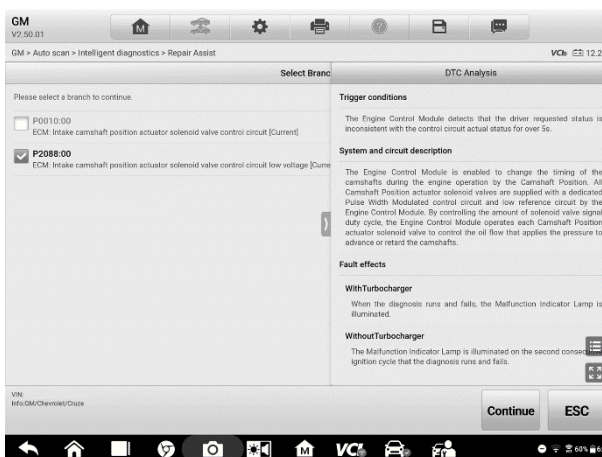 GM
V2.50.01
GM > Auto scan > Intelligent diagnostics > Repair Assist
VCI 12.2
Select Branc
DTC Analysis
Please select a branch to continue.
P0010:00
ECM: Intake camshaft position actuator solenoid valve control circuit [Current]
P2088:00
ECM: Intake camshaft position actuator solenoid valve control circuit low voltage [Curre
Trigger conditions
The Engine Control Module detects that the driver requested status is
inconsistent with the control circuit actual status for over 5s.
System and circuit description
The Engine Control Module is enabled to change the timing of the
camshafts during the engine operation by the Camshaft Position. All
Camshaft Position actuator solenoid valves are supplied with a dedicated
Pulse Width Modulated control circuit and low reference circuit by the
Engine Control Module. By controlling the amount of solenoid valve signal
duty cycle, the Engine Control Module operates each Camshaft Position
actuator solenoid valve to control the oil flow that applies the pressure to
advance or retard the camshafts.
Fault effects
WithTurbocharger
When the diagnosis runs and fails, the Malfunction Indicator Lamp is
illuminated.
WithoutTurbocharger
The Malfunction Indicator Lamp is illuminated on the second
ignition cycle that the diagnosis runs and fails.
VIN:
Info:GM/Chevrolet/Cruze
Continue
ESC
M
VCI
60%